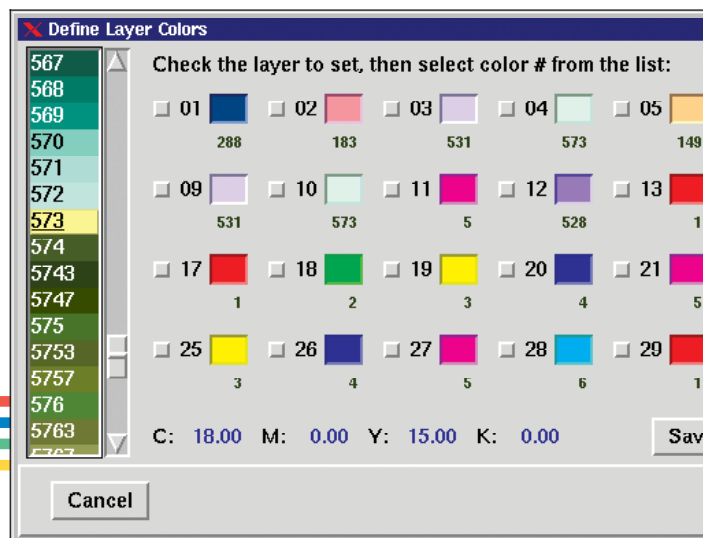 Define Layer Colors
567
568
569
570
571
572
573
574
5743
5747
575
5753
5757
576
5763
5767
Check the layer to set, then select color # from the list:
01 02 03 04 05
288 183 531 573 149
09 10 11 12 13
531 573 5 528 1
17 18 19 20 21
1 2 3 4 5
25 26 27 28 29
3 4 5 6 1
C: 18.00 M: 0.00 Y: 15.00 K: 0.00
Sav
Cancel